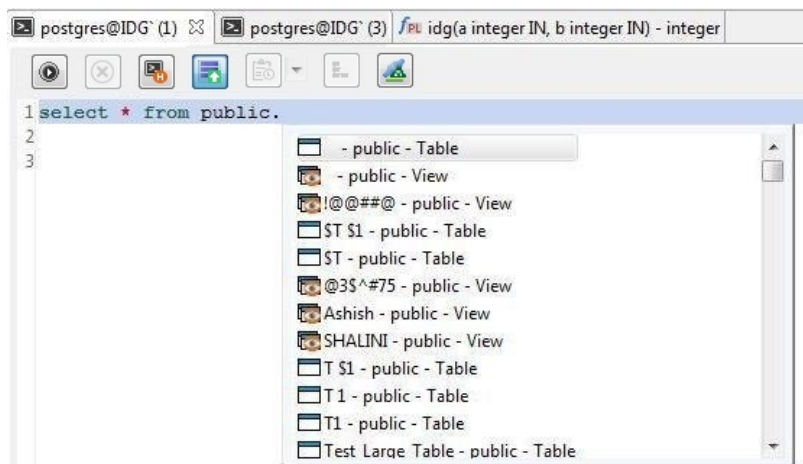 postgres@IDG` (1)
postgres@IDG` (3)
PL idg(a integer IN, b integer IN) - integer
1 select * from public.
2
3
- public - Table
- public - View
!@@##@ - public - View
$T $1 - public - Table
$T - public - Table
@3$^#75 - public - View
Ashish - public - View
SHALINI - public - View
T $1 - public - Table
T 1 - public - Table
T1 - public - Table
Test Large Table - public - Table